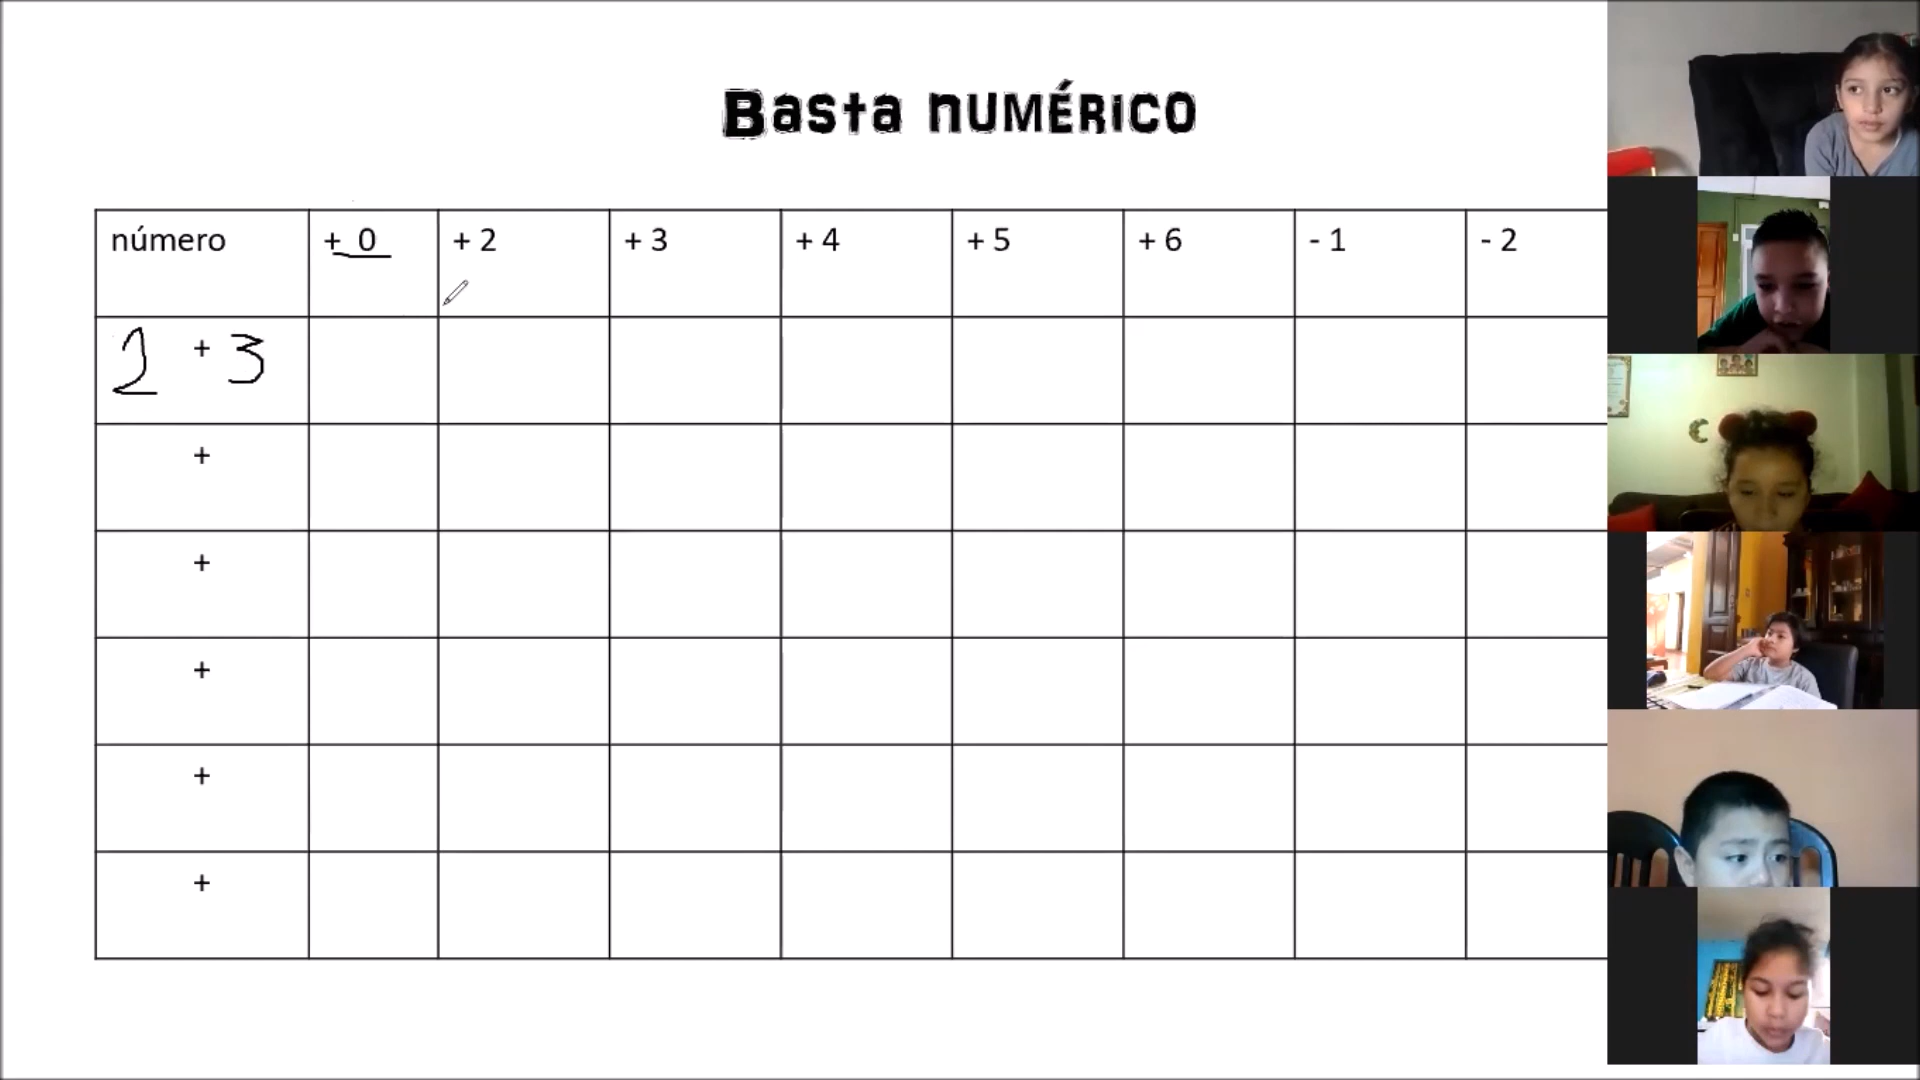 Basta NUMÉRICO
número + 0 + 2 + 3 + 4 + 5 + 6 - 1 - 2
2 + 3
+
+
+
+
+